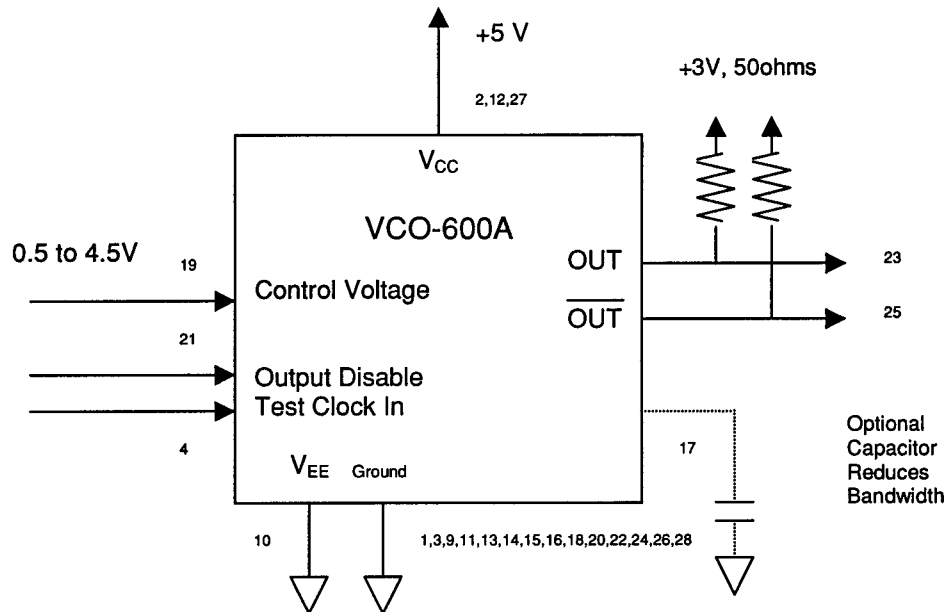 +5 V
+3V, 50ohms
2,12,27
VCC
VCO-600A
0.5 to 4.5V
19
OUT
23
Control Voltage
OUT
25
21
Output Disable
Test Clock In
4
17
Optional
Capacitor
Reduces
Bandwidth
VEE Ground
10
1,3,9,11,13,14,15,16,18,20,22,24,26,28